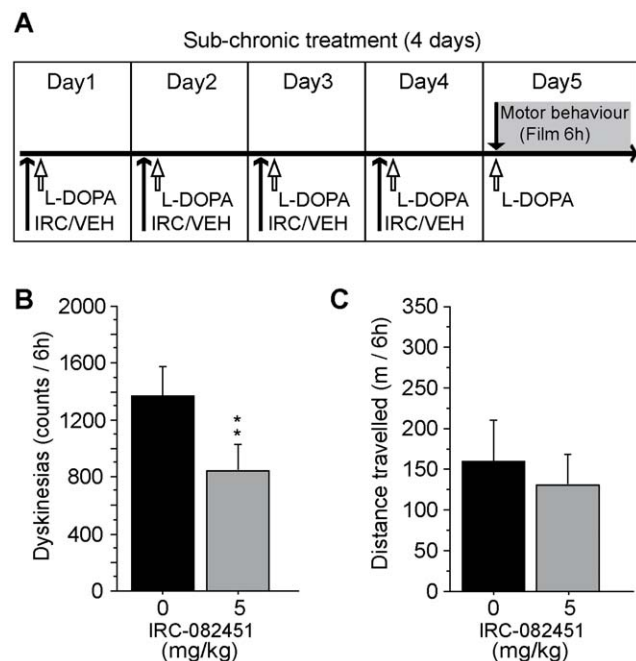 A
Sub-chronic treatment (4 days)
Day1 Day2 Day3 Day4 Day5
Motor behaviour
(Film 6h)
L-DOPA L-DOPA L-DOPA L-DOPA L-DOPA
IRC/VEH IRC/VEH IRC/VEH IRC/VEH
B
Dyskinesias (counts / 6h)
2000
1600
1200
800
400
0
**
0 5
IRC-082451
(mg/kg)
C
Distance travelled (m / 6h)
350
300
250
200
150
100
50
0
0 5
IRC-082451
(mg/kg)